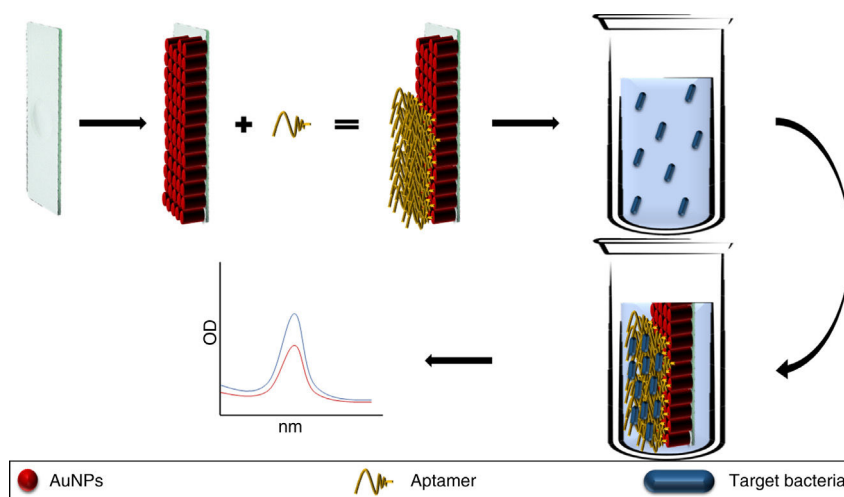 +
=
OD
nm
AuNPs
Aptamer
Target bacteria